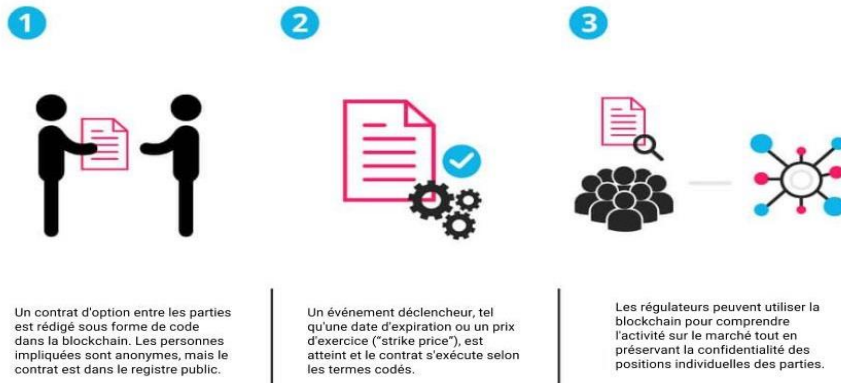 1
2
3
Un contrat d'option entre les parties
est rédigé sous forme de code
dans la blockchain. Les personnes
impliquées sont anonymes, mais le
contrat est dans le registre public.
Un événement déclencheur, tel
qu'une date d'expiration ou un prix
d'exercice ("strike price"), est
atteint et le contrat s'exécute selon
les termes codés.
Les régulateurs peuvent utiliser la
blockchain pour comprendre
l'activité sur le marché tout en
préservant la confidentialité des
positions individuelles des parties.